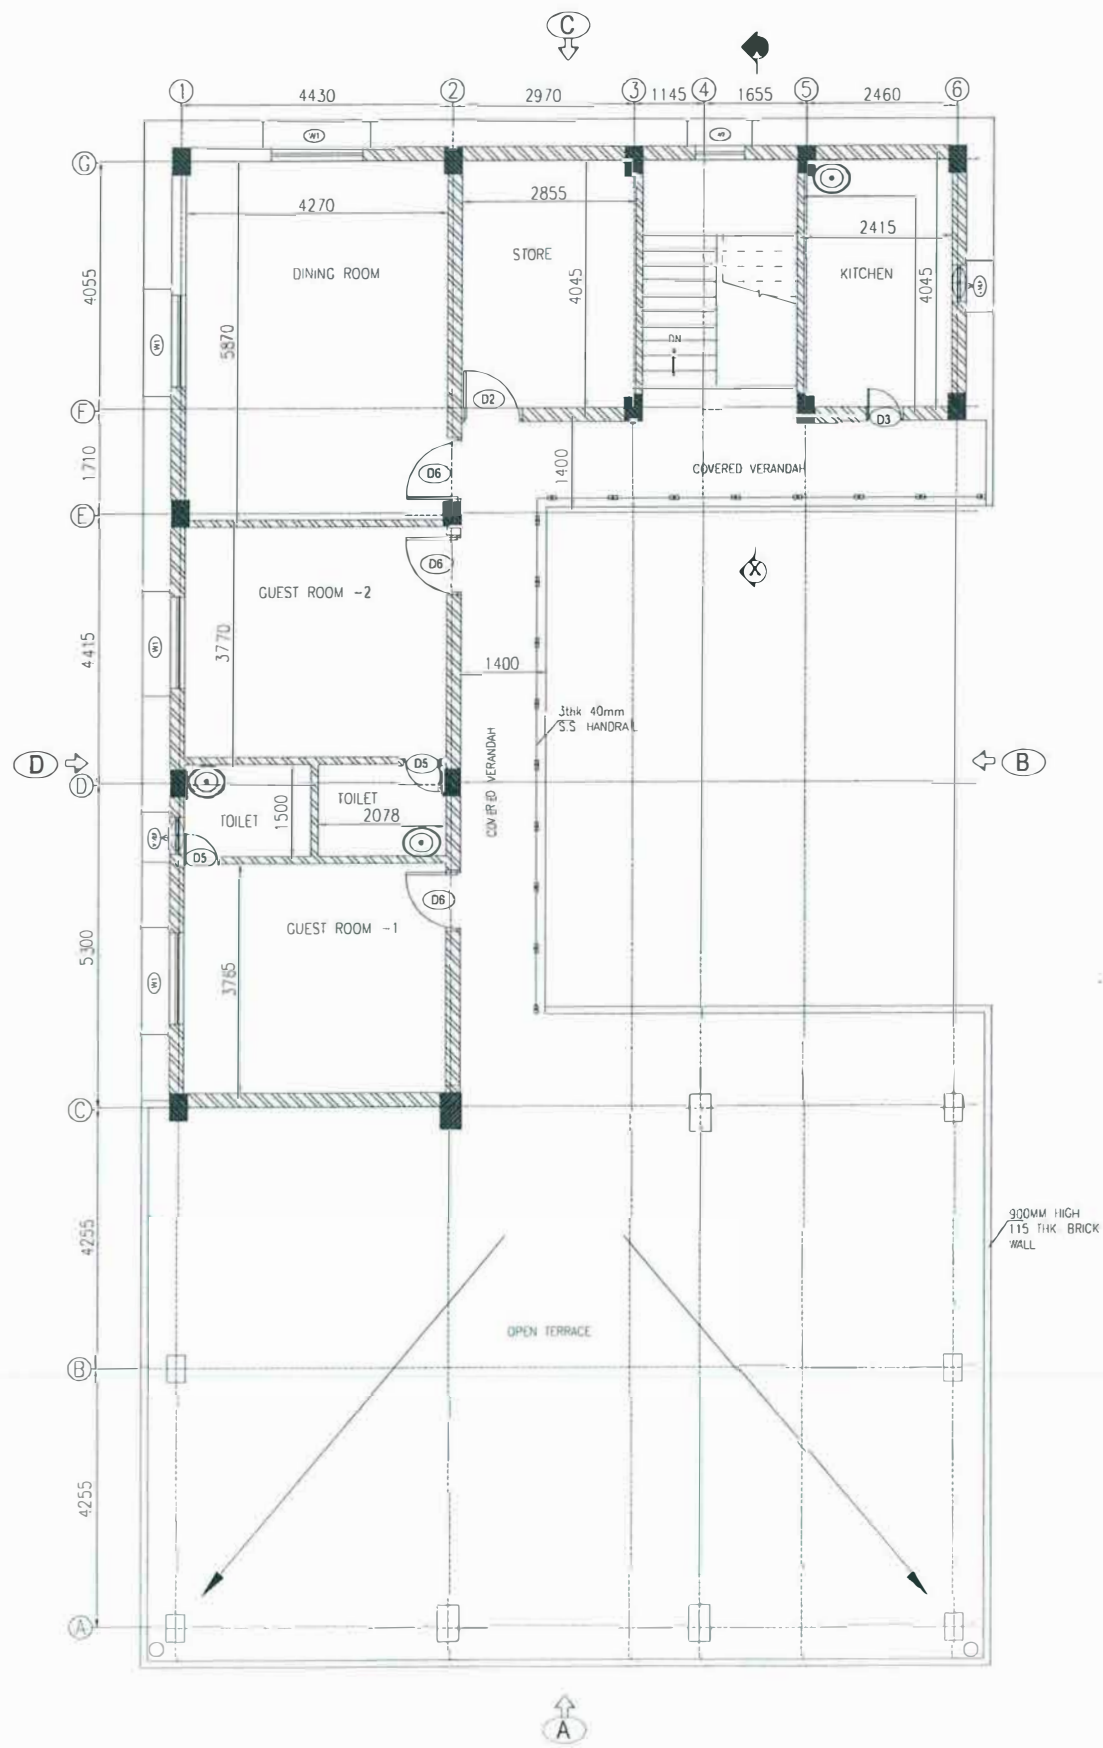 C
1
2
3
4
5
6
4430
2970
1145
1655
2460
W1
G
4270
2855
2415
DINING ROOM
STORE
KITCHEN
4055
5870
4045
4045
W1
DN
D2
D3
F
1710
D6
1400
COVERED VERANDAH
E
D6
X
GUEST ROOM -2
4415
3770
W1
1400
3thk 40mm
S.S HANDRA L
COVERED VERANDAH
D
D
D5
B
TOILET
TOILET
1500
2078
D5
D6
GUEST ROOM -1
5300
3765
W1
C
4255
900MM HIGH
115 THK BRICK
WALL
OPEN TERRACE
B
4255
A
A